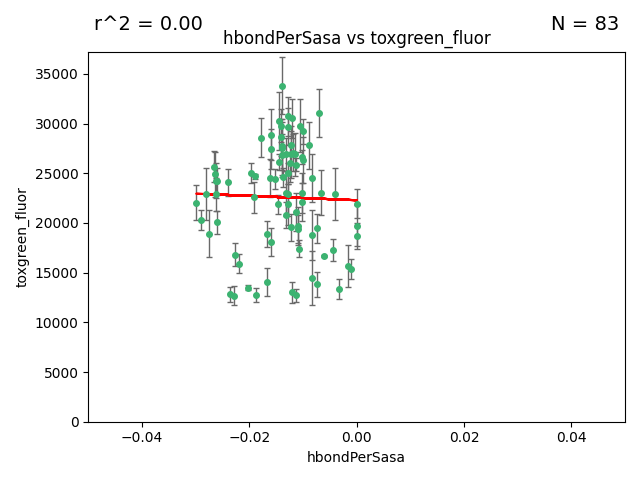 r^2 = 0.00
N = 83
hbondPerSasa vs toxgreen_fluor
35000
30000
25000
20000
15000
10000
5000
0
toxgreen_fluor
−0.04
−0.02
0.00
0.02
0.04
hbondPerSasa